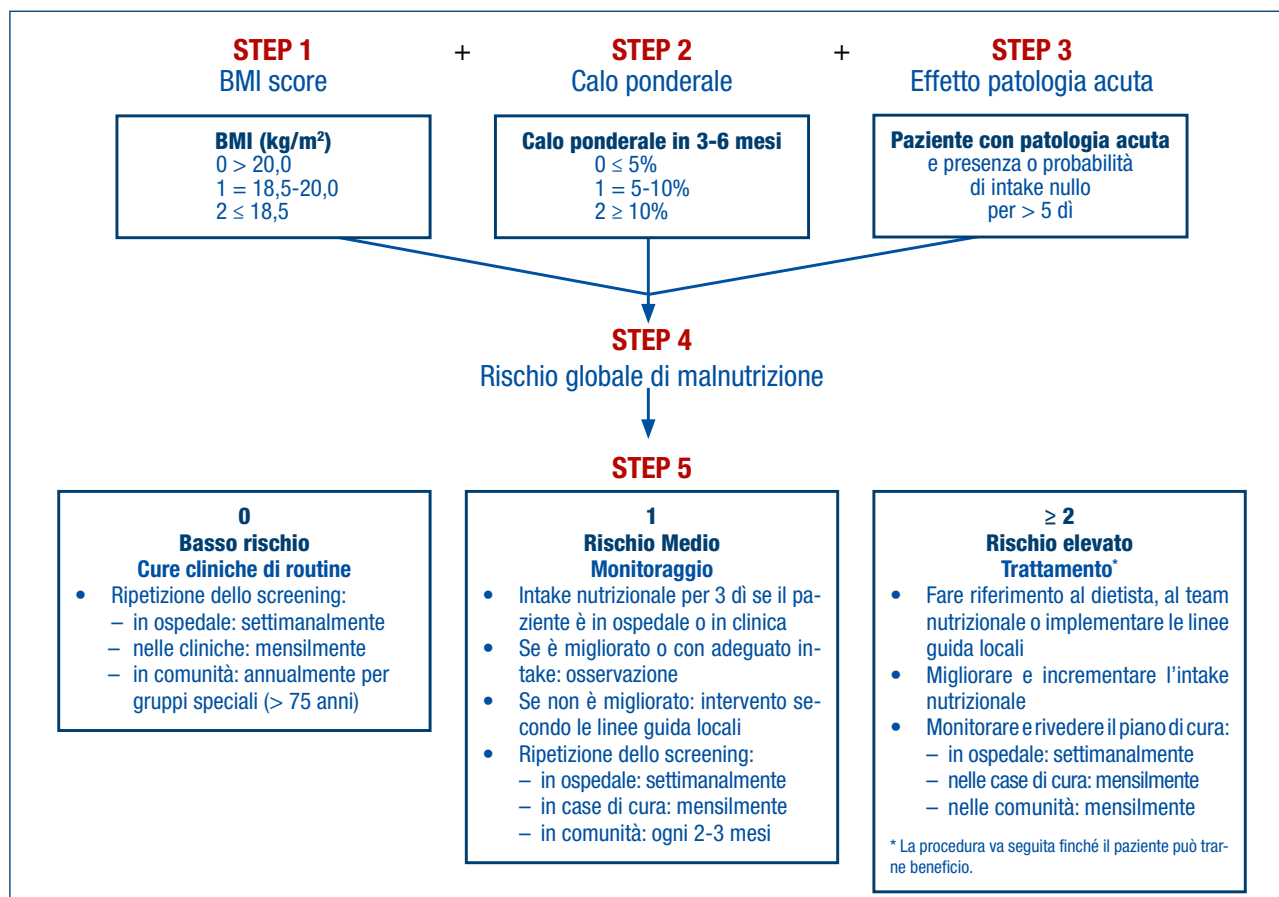 STEP 1 + STEP 2 + STEP 3
BMI score
Calo ponderale
Effetto patologia acuta
BMI (kg/m²)
0 > 20,0
1 = 18,5-20,0
2 ≤ 18,5
Calo ponderale in 3-6 mesi
0 ≤ 5%
1 = 5-10%
2 ≥ 10%
Paziente con patologia acuta
e presenza o probabilità
di intake nullo
per > 5 dì
STEP 4
Rischio globale di malnutrizione
STEP 5
0
Basso rischio
Cure cliniche di routine
• Ripetizione dello screening:
– in ospedale: settimanalmente
– nelle cliniche: mensilmente
– in comunità: annualmente per
gruppi speciali (> 75 anni)
1
Rischio Medio
Monitoraggio
• Intake nutrizionale per 3 dì se il pa-
ziente è in ospedale o in clinica
• Se è migliorato o con adeguato in-
take: osservazione
• Se non è migliorato: intervento se-
condo le linee guida locali
• Ripetizione dello screening:
– in ospedale: settimanalmente
– in case di cura: mensilmente
– in comunità: ogni 2-3 mesi
≥ 2
Rischio elevato
Trattamento*
• Fare riferimento al dietista, al team
nutrizionale o implementare le linee
guida locali
• Migliorare e incrementare l'intake
nutrizionale
• Monitorare e rivedere il piano di cura:
– in ospedale: settimanalmente
– nelle case di cura: mensilmente
– nelle comunità: mensilmente
* La procedura va seguita finché il paziente può trar-
ne beneficio.